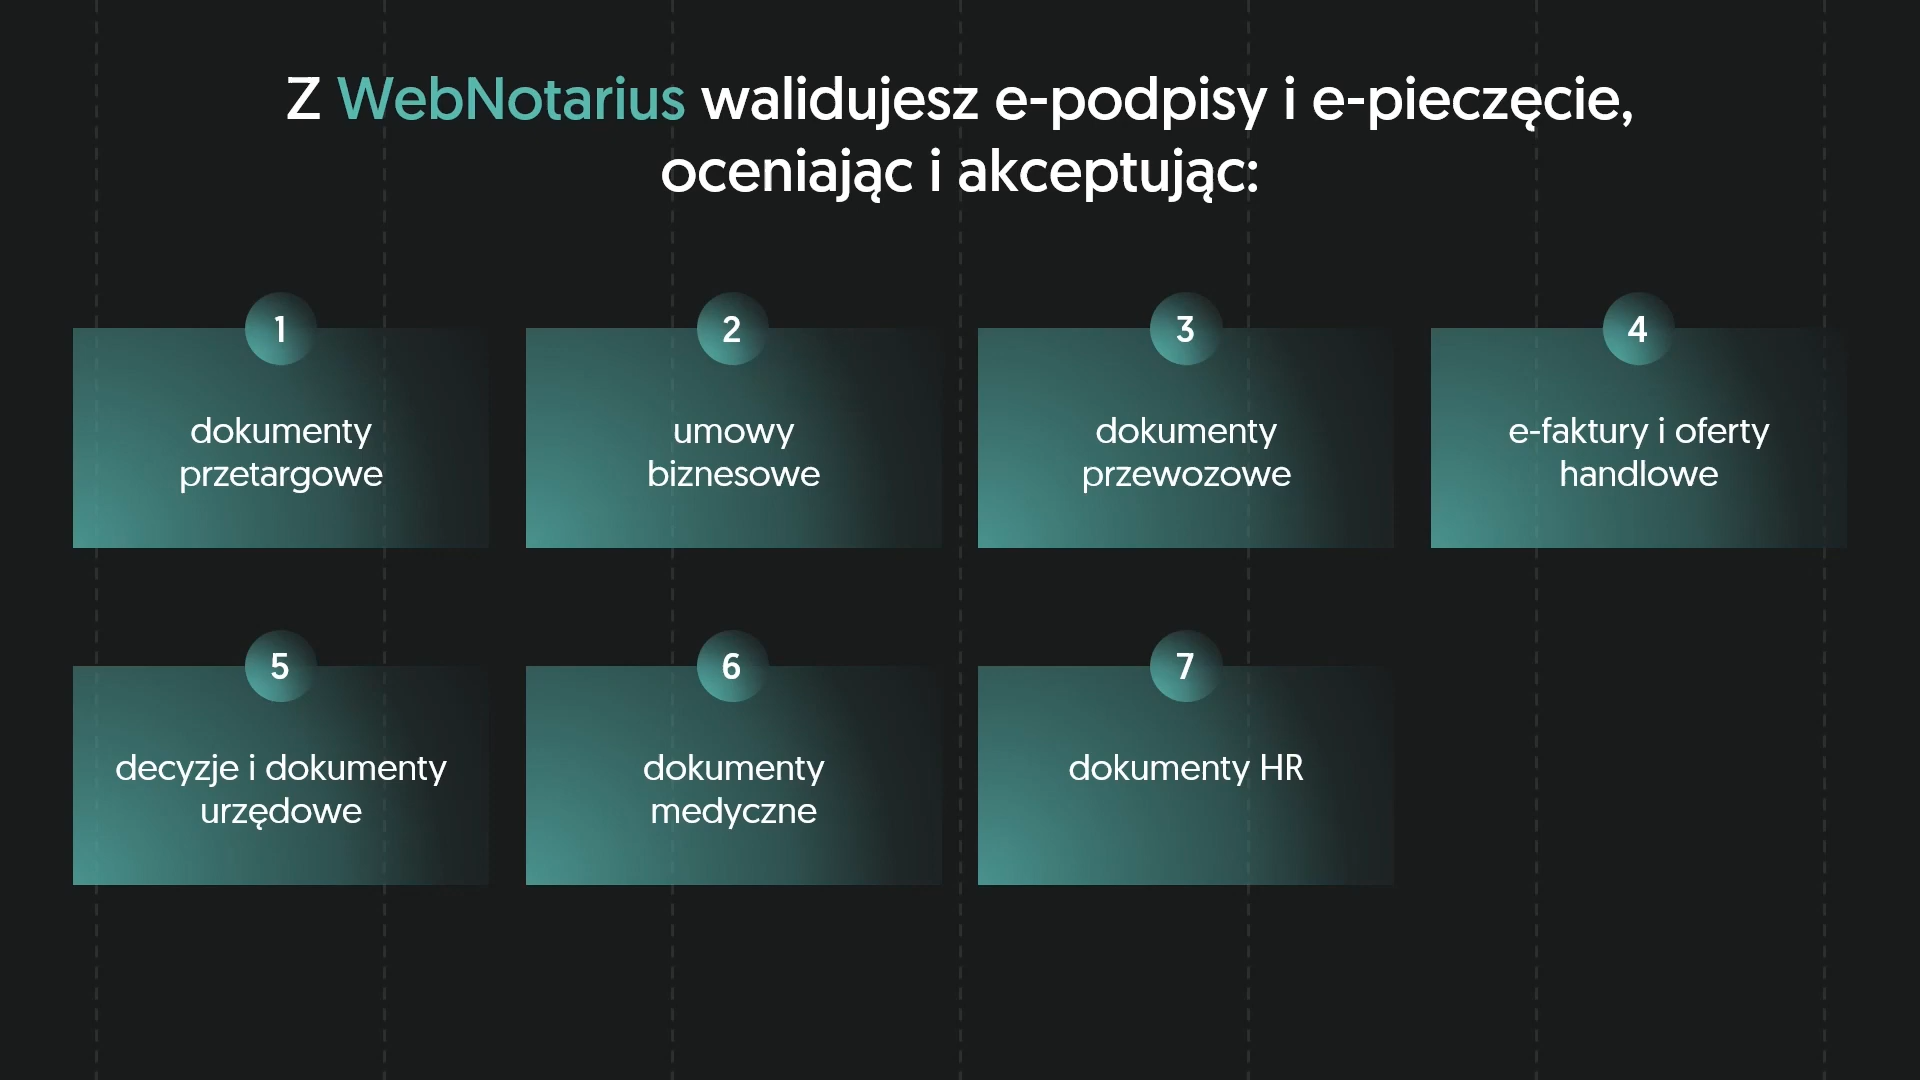 Z WebNotarius walidujesz e-podpisy i e-pieczęcie,
oceniając i akceptując:
1
dokumenty
przetargowe
2
umowy
biznesowe
3
dokumenty
przewozowe
4
e-faktury i oferty
handlowe
5
decyzje i dokumenty
urzędowe
6
dokumenty
medyczne
7
dokumenty HR